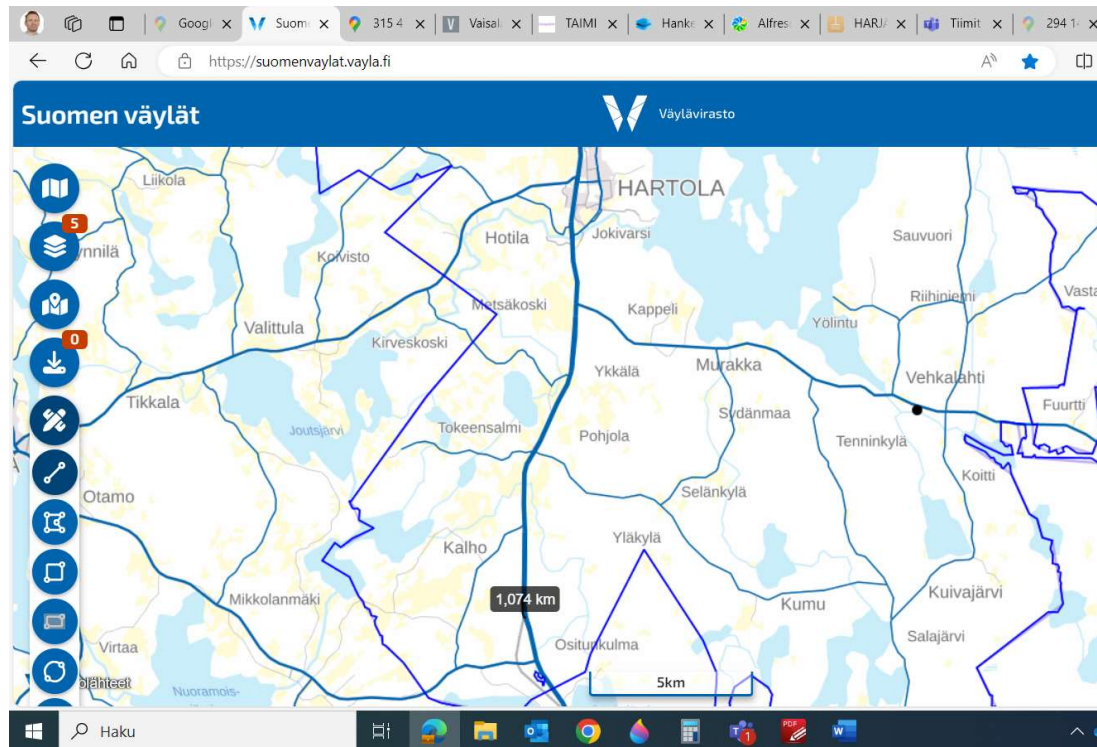 Googl
Suom
315 4
Vaisal
TAIMI
Hanke
Alfres
HARJ
Tiimit
294 1
https://suomenvaylat.vayla.fi
Suomen väylät
Väylävirasto
Liikola
HARTOLA
5
Hotila
Jokivarsi
Sauvuori
ynnilä
Koivisto
Riihiniemi
Vasta
Metsäkoski
Kappeli
Yölintu
Valittula
0
Kirveskoski
Ykkälä
Murakka
Vehkalahti
Tikkala
Fuurtti
Sydänmaa
Joutsjärvi
Tokeensalmi
Pohjola
Tenninkylä
Koitti
Otamo
Selänkylä
Yläkylä
Kalho
Kuivajärvi
1,074 km
Mikkolanmäki
Kumu
Salajärvi
Virtaa
Ositunkulma
5km
olähteet
Nuoramois-
Haku
1
PDF